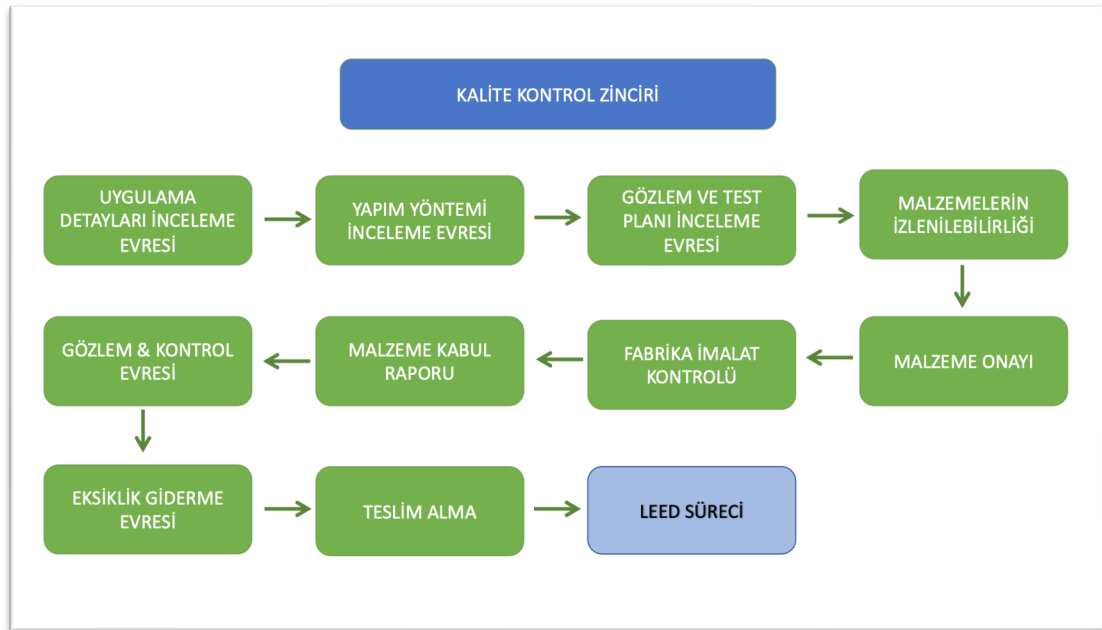 KALİTE KONTROL ZİNCİRİ
UYGULAMA
DETAYLARI İNCELEME
EVRESİ
YAPIM YÖNTEMİ
İNCELEME EVRESİ
GÖZLEM VE TEST
PLANI İNCELEME
EVRESİ
MALZEMELERİN
İZLENİLEBİLİRLİĞİ
MALZEME ONAYI
FABRİKA İMALAT
KONTROLÜ
MALZEME KABUL
RAPORU
GÖZLEM & KONTROL
EVRESİ
EKSİKLİK GİDERME
EVRESİ
TESLİM ALMA
LEED SÜRECİ